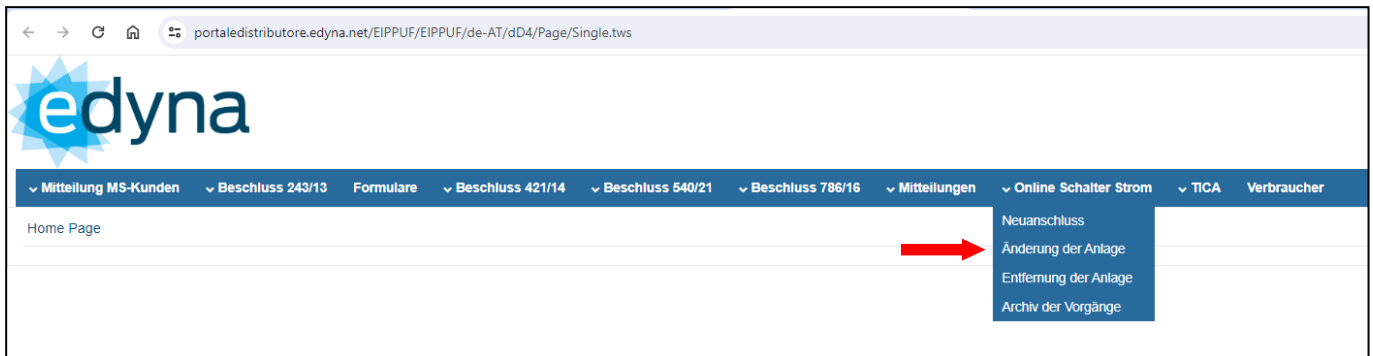 portaledistributore.edyna.net/EIPPUF/EIPPUF/de-AT/dD4/Page/Single.tws
edyna
Mitteilung MS-Kunden Beschluss 243/13 Formulare Beschluss 421/14 Beschluss 540/21 Beschluss 786/16 Mitteilungen Online Schalter Strom TICA Verbraucher
Home Page
Neuanschluss
Änderung der Anlage
Entfernung der Anlage
Archiv der Vorgänge